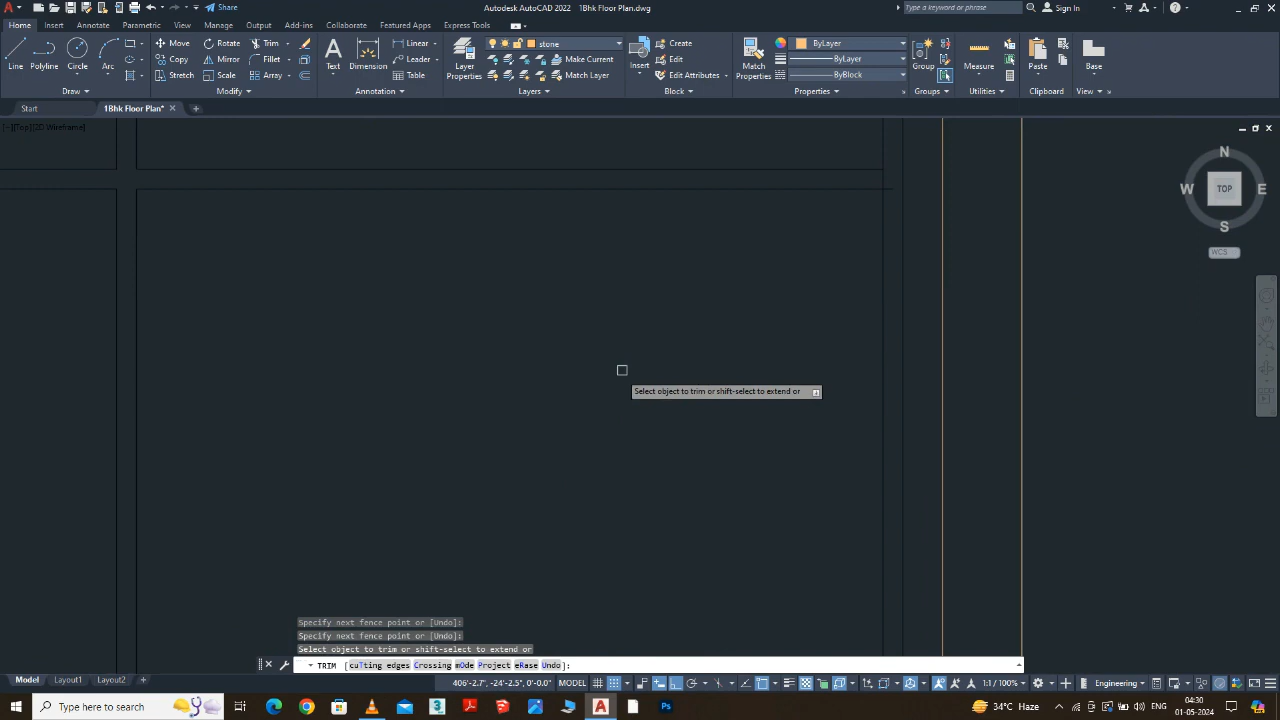 Share
Autodesk AutoCAD 2022 1Bhk Floor Plan.dwg
Type a keyword or phrase
Sign In
Home Insert Annotate Parametric View Manage Output Add-ins Collaborate Featured Apps Express Tools
Line Polyline Circle Arc
Move Rotate Trim
Copy Mirror Fillet
Stretch Scale Array
Text Dimension
Linear
Leader
Table
Layer Properties
stone
Make Current
Match Layer
Insert
Create
Edit
Edit Attributes
Match Properties
ByLayer
ByLayer
ByBlock
Group
Measure
Paste
Base
Draw Modify Annotation Layers Block Properties Groups Utilities Clipboard View
Start 1Bhk Floor Plan*
-][Top][2D Wireframe]
N
W TOP E
S
WCS
Select object to trim or shift-select to extend or
Specify next fence point or [Undo]:
Specify next fence point or [Undo]:
Select object to trim or shift-select to extend or
TRIM [cuTting edges Crossing mOde Project eRase Undo]:
Model Layout1 Layout2
406'-2.7", -24'-2.5", 0'-0.0" MODEL
1:1 / 100%
Engineering
Type here to search
34°C Haze
ENG
04:30
01-05-2024